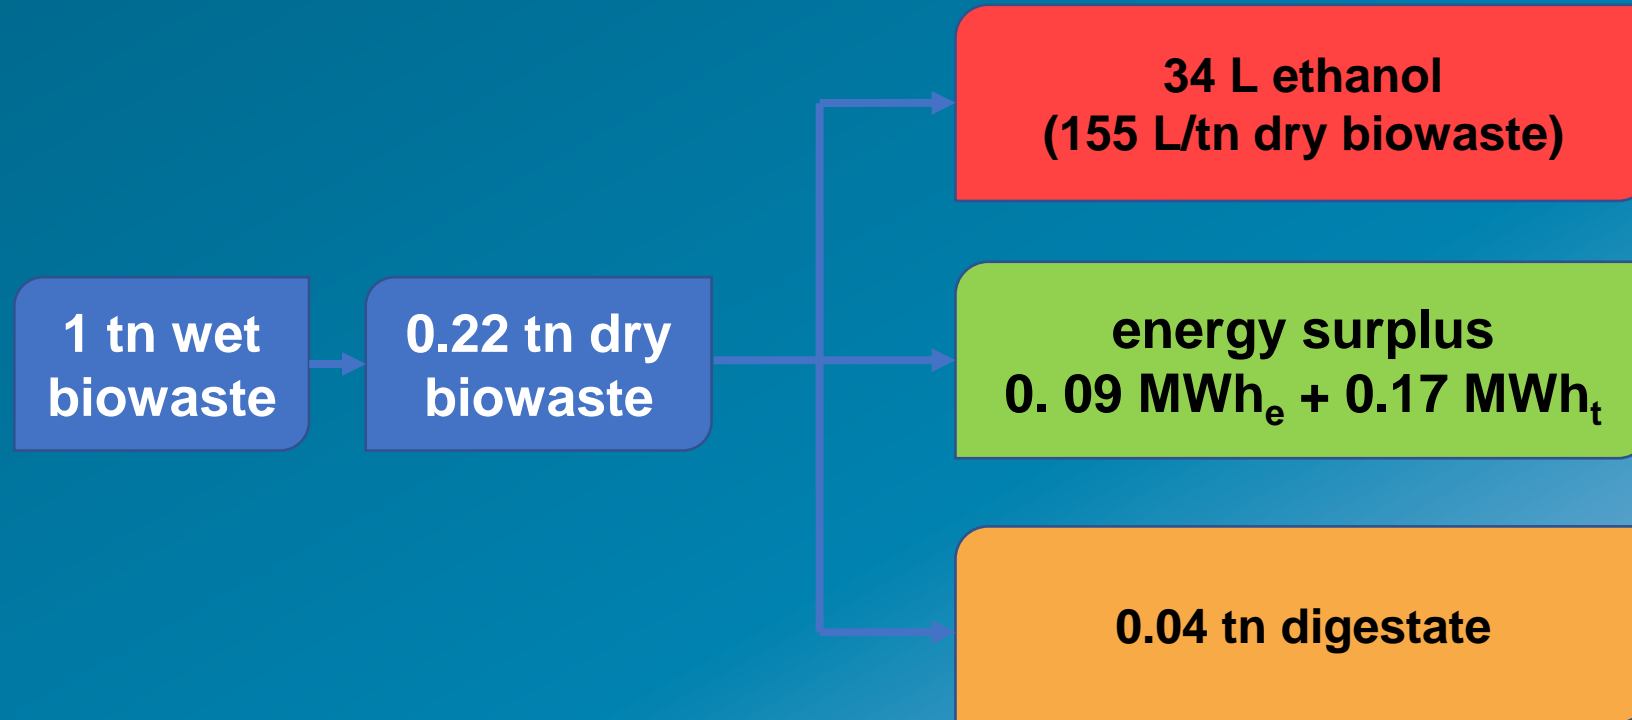 1 tn wet
biowaste
0.22 tn dry
biowaste
34 L ethanol
(155 L/tn dry biowaste)
energy surplus
0. 09 MWhₑ + 0.17 MWhₜ
0.04 tn digestate